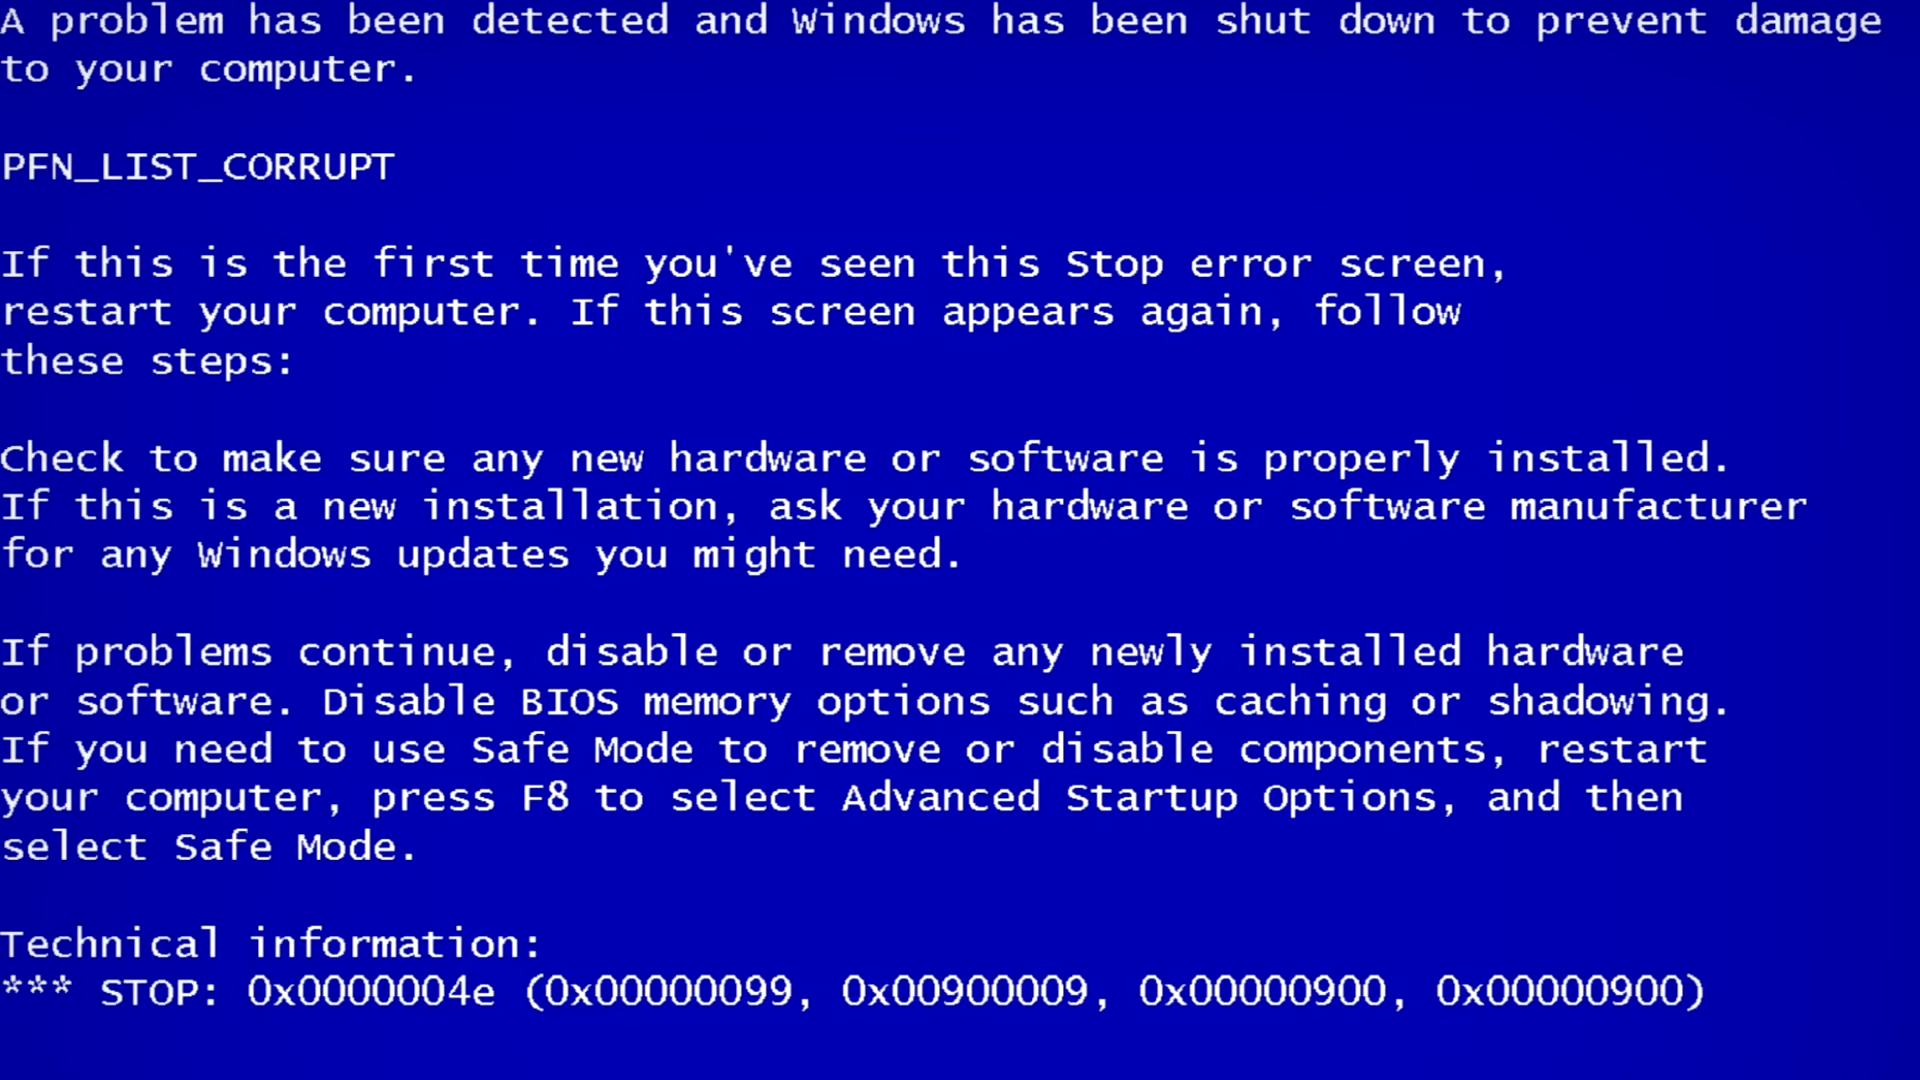 A problem has been detected and Windows has been shut down to prevent damage
to your computer.
PFN_LIST_CORRUPT
If this is the first time you've seen this Stop error screen,
restart your computer. If this screen appears again, follow
these steps:
Check to make sure any new hardware or software is properly installed.
If this is a new installation, ask your hardware or software manufacturer
for any Windows updates you might need.
If problems continue, disable or remove any newly installed hardware
or software. Disable BIOS memory options such as caching or shadowing.
If you need to use Safe Mode to remove or disable components, restart
your computer, press F8 to select Advanced Startup Options, and then
select Safe Mode.
Technical information:
*** STOP: 0x0000004e (0x00000099, 0x00900009, 0x00000900, 0x00000900)